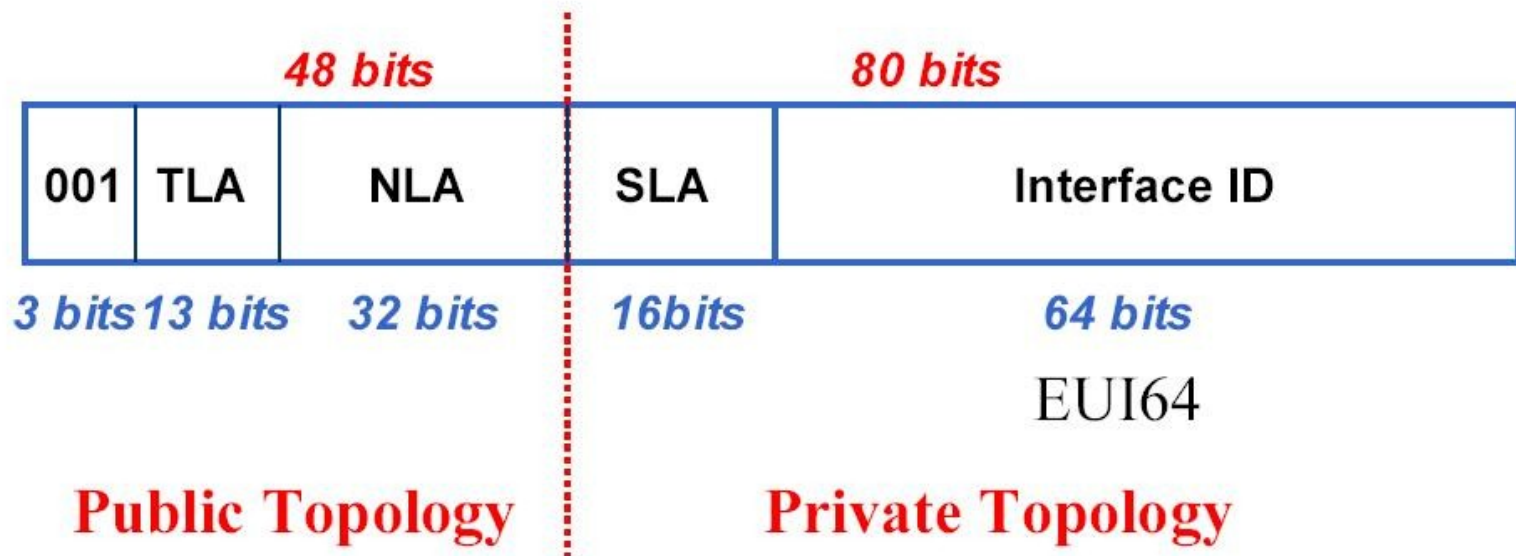 48 bits 80 bits
001 TLA NLA SLA Interface ID
3 bits 13 bits 32 bits 16bits 64 bits
EUI64
Public Topology Private Topology